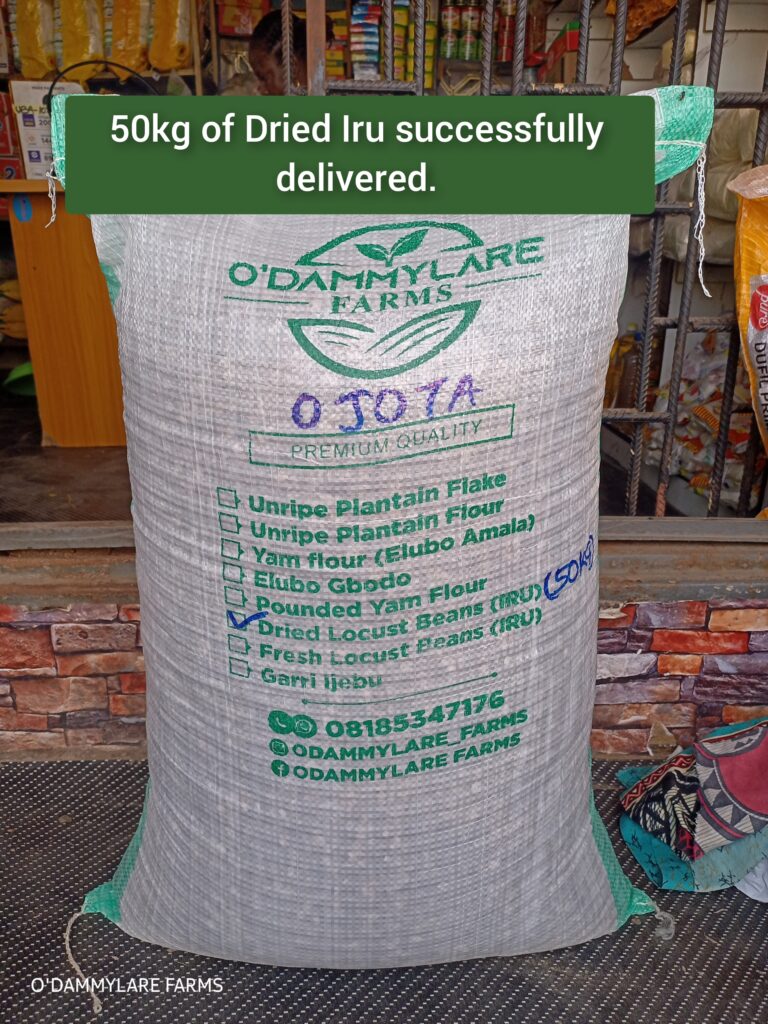 50kg of Dried Iru successfully
delivered.
O'DAMMYLARE
FARMS
OJOTA
PREMIUM QUALITY
Unripe Plantain Flake
Unripe Plantain Flour
Yam flour (Elubo Amala)
Elubo Gbodo
Pounded Yam Flour
Dried Locust Beans (IRU) (50kg)
Fresh Locust Beans (IRU)
Garri Ijebu
08185347176
ODAMMYLARE_FARMS
ODAMMYLARE FARMS
DUFIL
O'DAMMYLARE FARMS